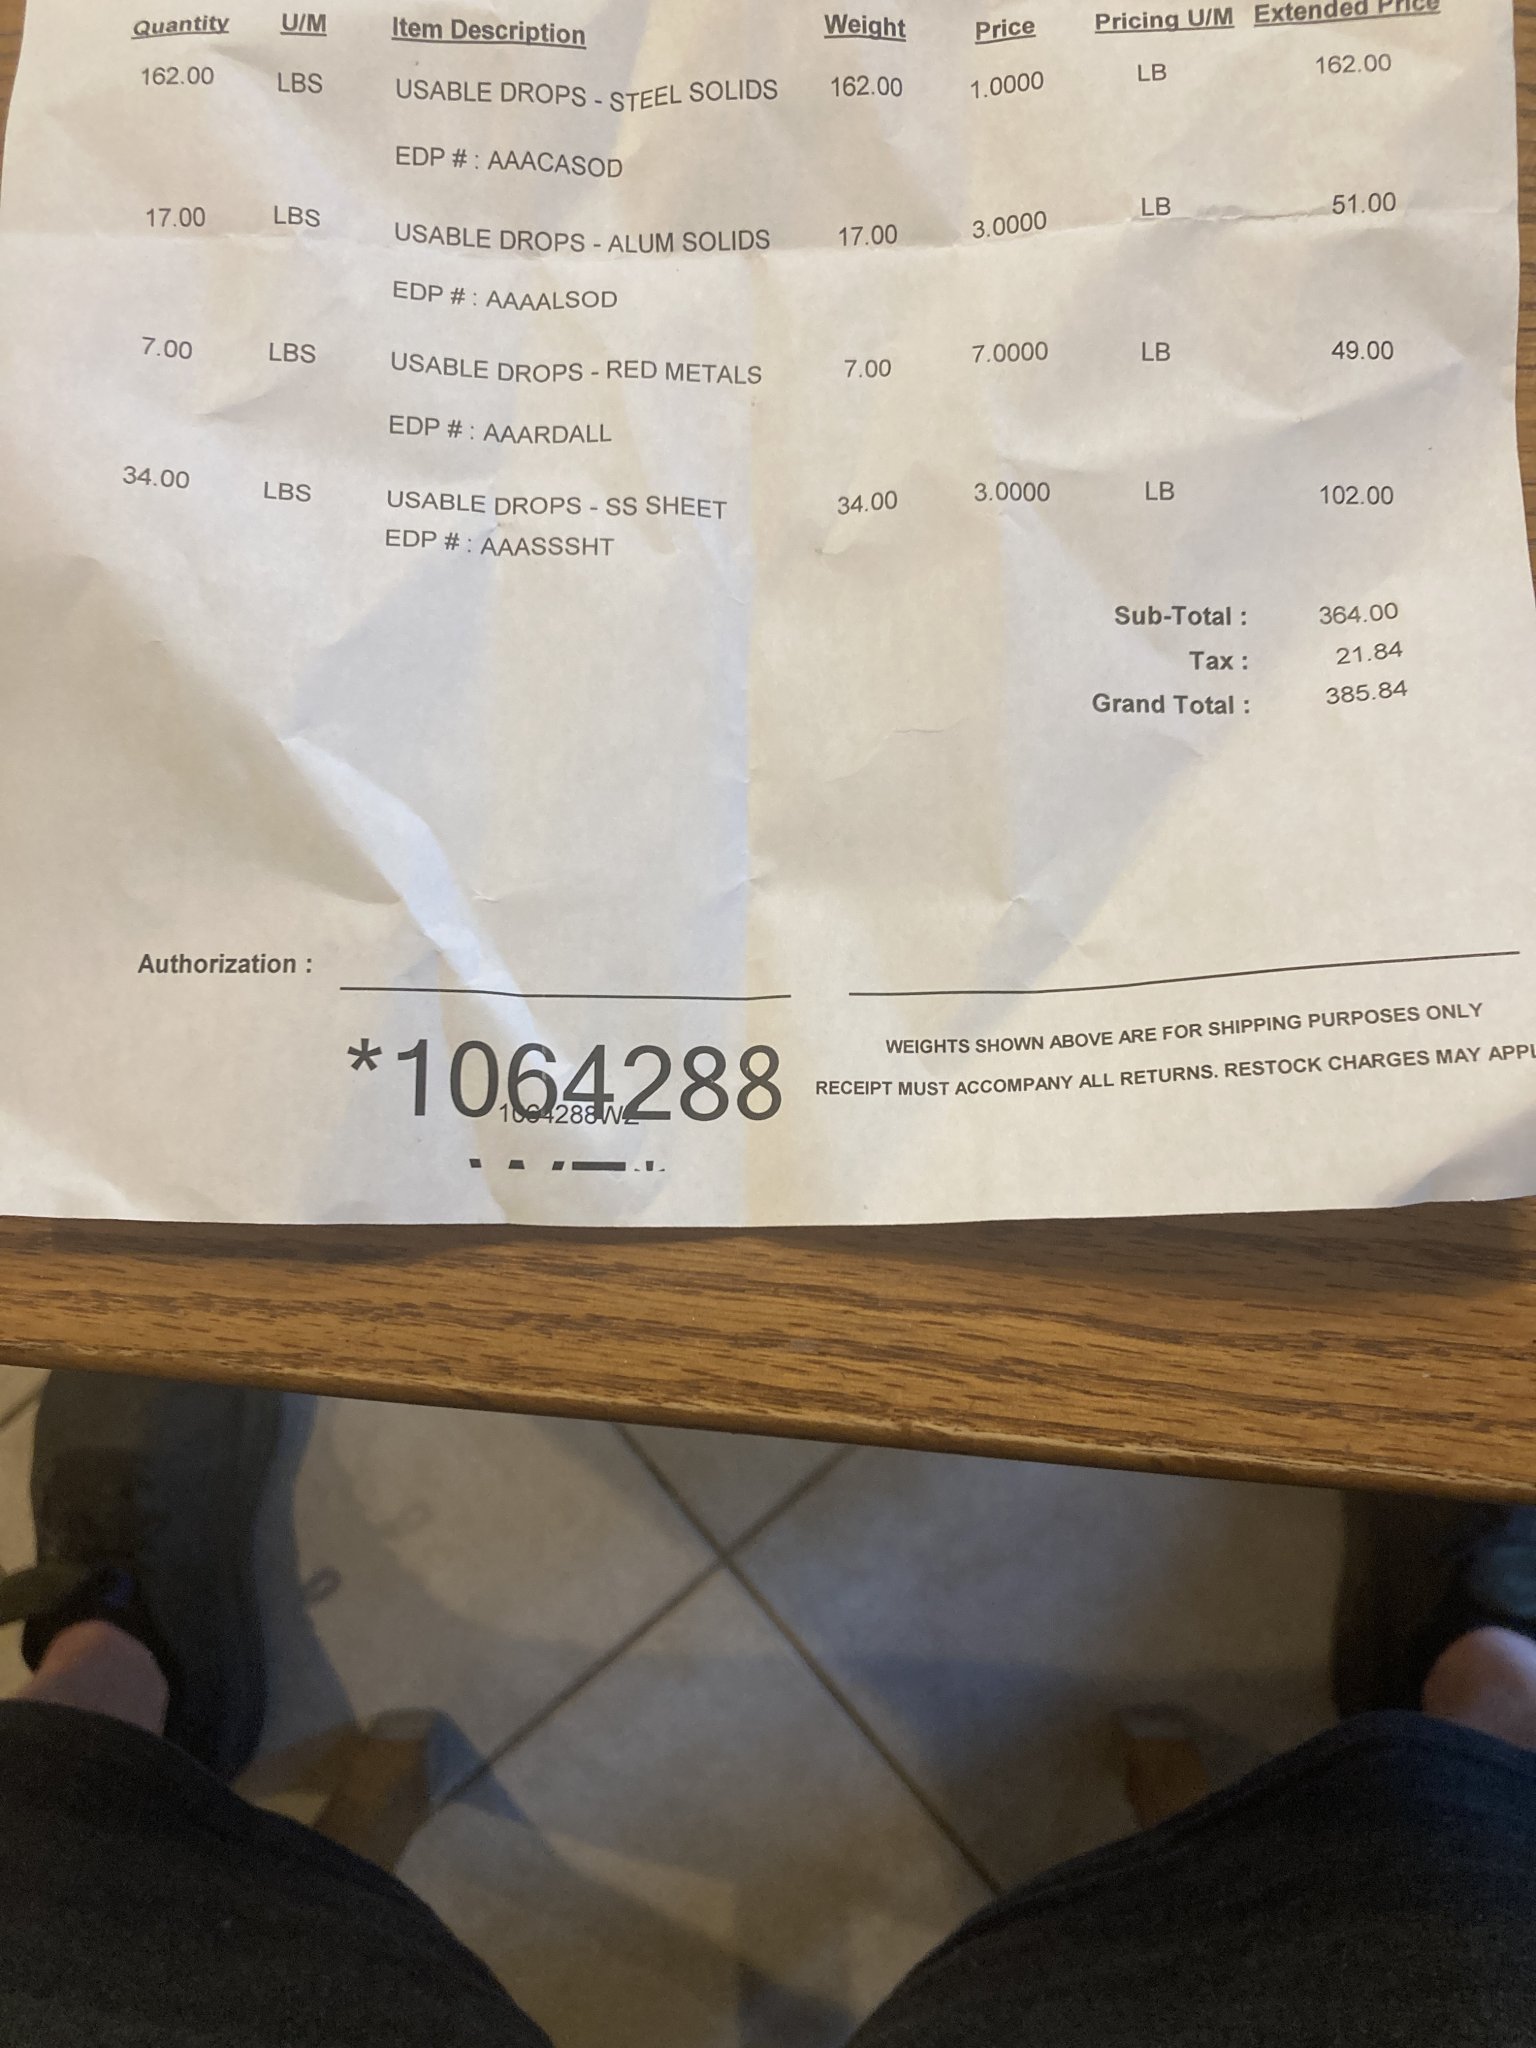 Quantity U/M Item Description Weight Price Pricing U/M Extended Price
162.00 LBS USABLE DROPS - STEEL SOLIDS 162.00 1.0000 LB 162.00
EDP # : AAACASOD
17.00 LBS USABLE DROPS - ALUM SOLIDS 17.00 3.0000 LB 51.00
EDP # : AAAALSOD
7.00 LBS USABLE DROPS - RED METALS 7.00 7.0000 LB 49.00
EDP # : AAARDALL
34.00 LBS USABLE DROPS - SS SHEET 34.00 3.0000 LB 102.00
EDP # : AAASSSHT
Sub-Total : 364.00
Tax : 21.84
Grand Total : 385.84
Authorization :
WEIGHTS SHOWN ABOVE ARE FOR SHIPPING PURPOSES ONLY
*1064288
RECEIPT MUST ACCOMPANY ALL RETURNS. RESTOCK CHARGES MAY APPL